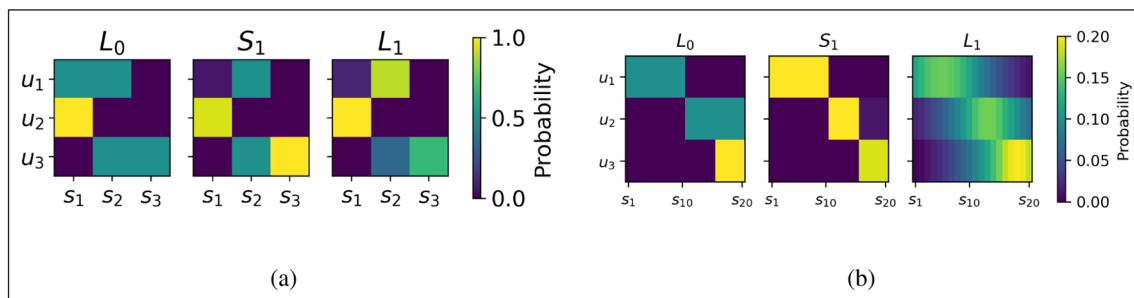 L₀ S₁ L₁
u₁
u₂
u₃
s₁ s₂ s₃ s₁ s₂ s₃ s₁ s₂ s₃
1.0
0.5
0.0
Probability
(a)
L₀ S₁ L₁
u₁
u₂
u₃
s₁ s₁₀ s₂₀ s₁ s₁₀ s₂₀ s₁ s₁₀ s₂₀
0.20
0.15
0.10
0.05
0.00
Probability
(b)